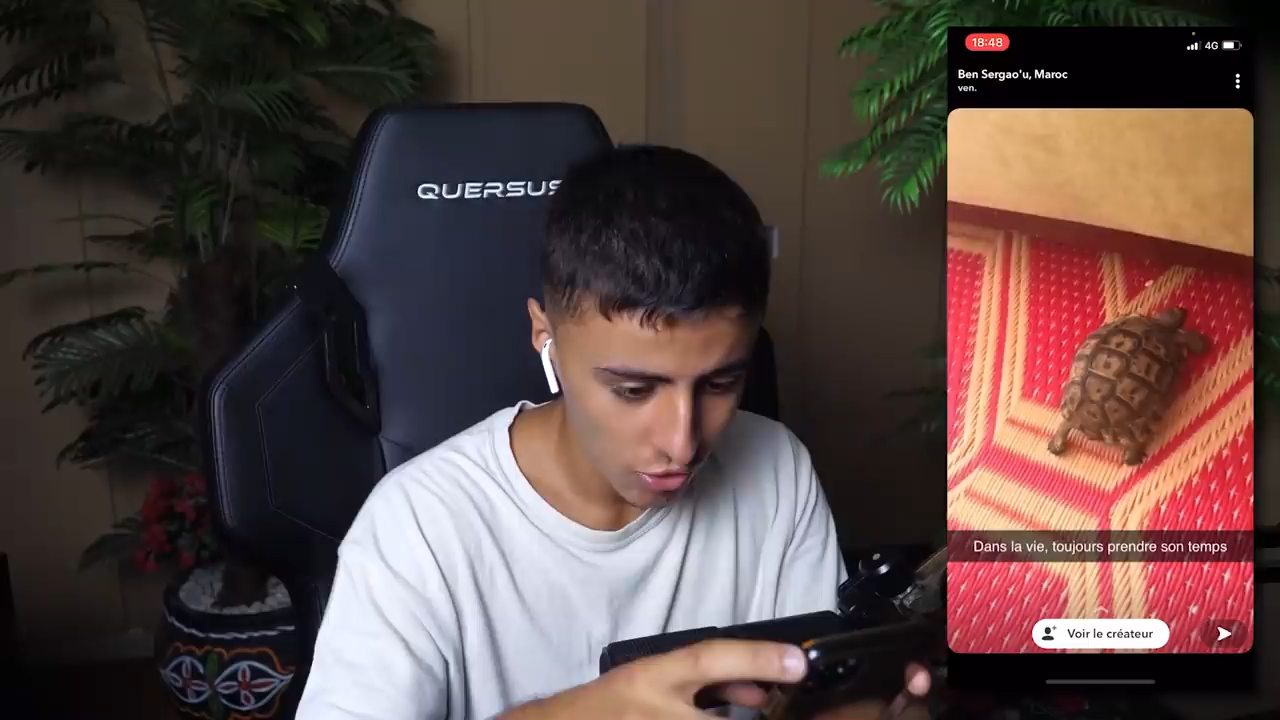 QUERSUS
18:48
4G
Ben Sergao'u, Maroc
ven.
Dans la vie, toujours prendre son temps
Voir le créateur